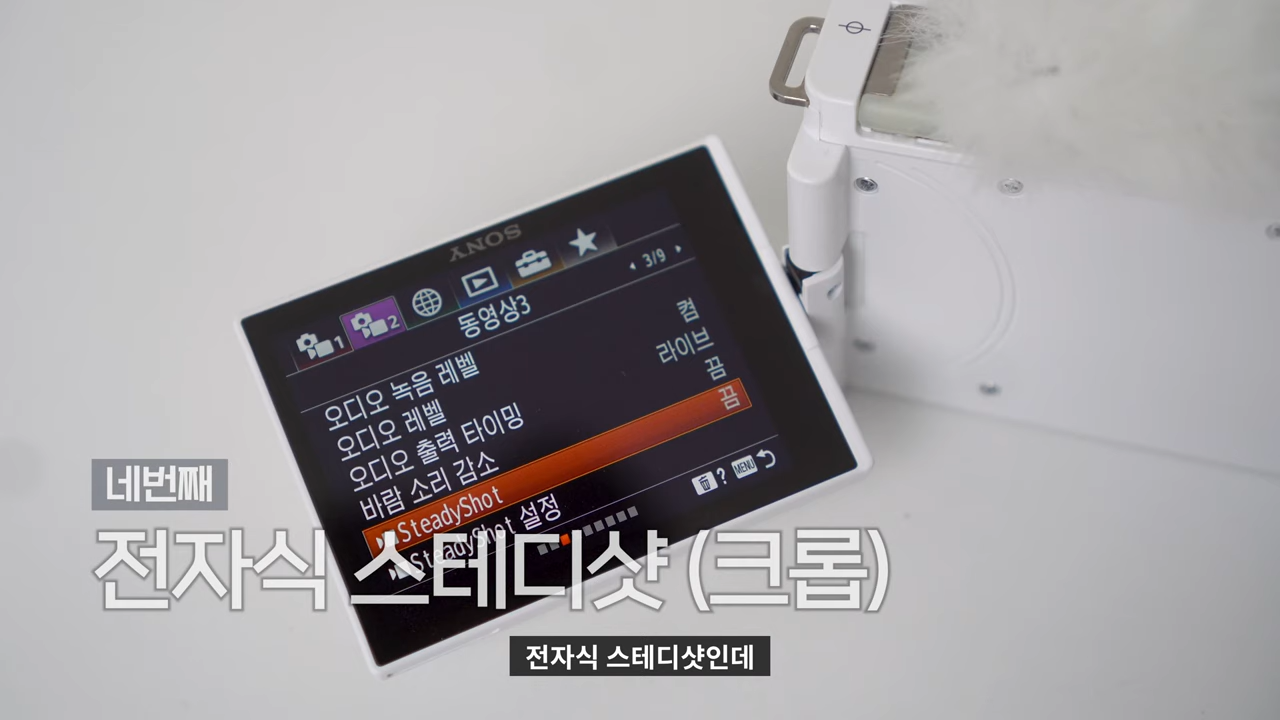 SONY
1
2
3/9
동영상3
오디오 녹음 레벨
오디오 레벨 켬
오디오 출력 타이밍 라이브
바람 소리 감소 끔
SteadyShot 끔
SteadyShot 설정
? MENU
네번째
전자식 스테디샷 (크롭)
전자식 스테디샷인데